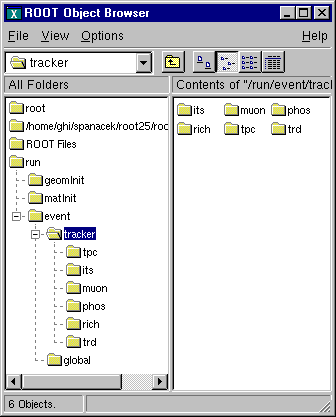 ROOT Object Browser
File View Options Help
tracker
All Folders
Contents of "/run/event/tracl
root
/home/ghi/spanacek/root25/roo
ROOT Files
run
geomInit
matInit
event
tracker
tpc
its
muon
phos
rich
trd
global
its muon phos
rich tpc trd
6 Objects.